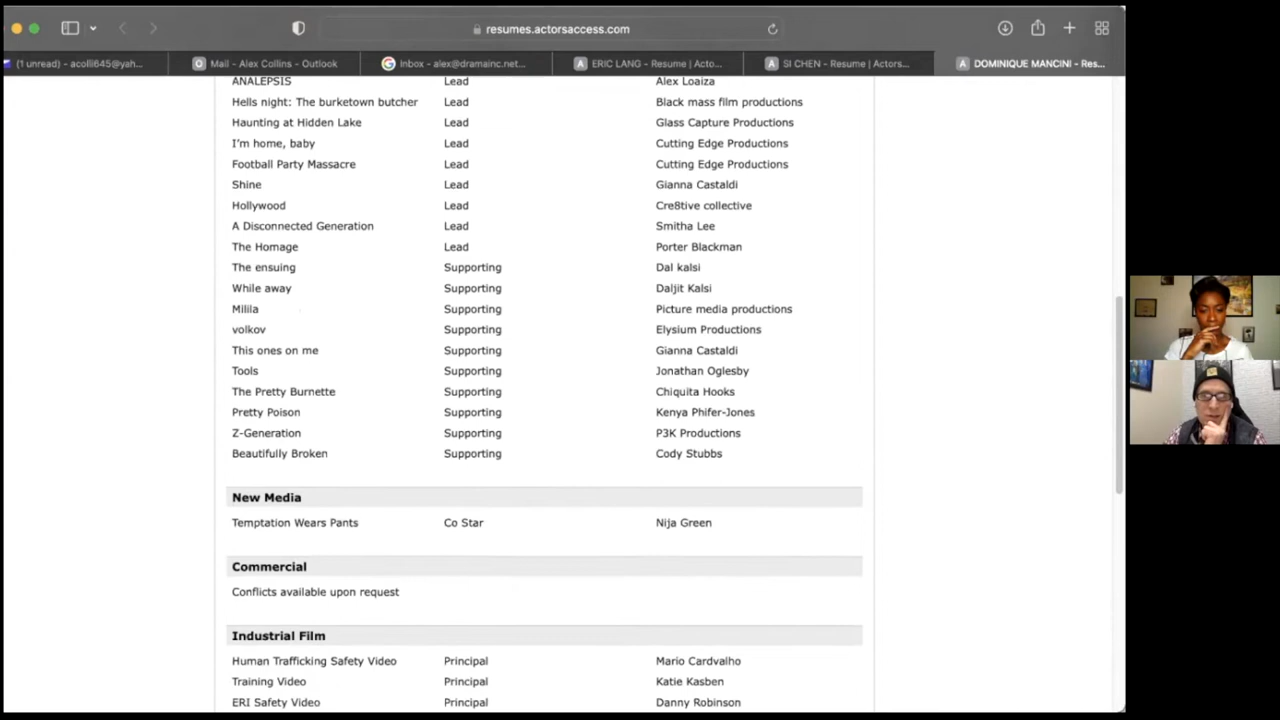 resumes.actorsaccess.com
(1 unread) - acolli645@yah...
Mail - Alex Collins - Outlook
Inbox - alex@dramainc.net...
ERIC LANG - Resume | Acto...
SI CHEN - Resume | Actors...
DOMINIQUE MANCINI - Res...
ANALEPSIS Lead Alex Loaiza
Hells night: The burketown butcher Lead Black mass film productions
Haunting at Hidden Lake Lead Glass Capture Productions
I'm home, baby Lead Cutting Edge Productions
Football Party Massacre Lead Cutting Edge Productions
Shine Lead Gianna Castaldi
Hollywood Lead Cre8tive collective
A Disconnected Generation Lead Smitha Lee
The Homage Lead Porter Blackman
The ensuing Supporting Dal kalsi
While away Supporting Daljit Kalsi
Milila Supporting Picture media productions
volkov Supporting Elysium Productions
This ones on me Supporting Gianna Castaldi
Tools Supporting Jonathan Oglesby
The Pretty Burnette Supporting Chiquita Hooks
Pretty Poison Supporting Kenya Phifer-Jones
Z-Generation Supporting P3K Productions
Beautifully Broken Supporting Cody Stubbs
New Media
Temptation Wears Pants Co Star Nija Green
Commercial
Conflicts available upon request
Industrial Film
Human Trafficking Safety Video Principal Mario Cardvalho
Training Video Principal Katie Kasben
ERI Safety Video Principal Danny Robinson